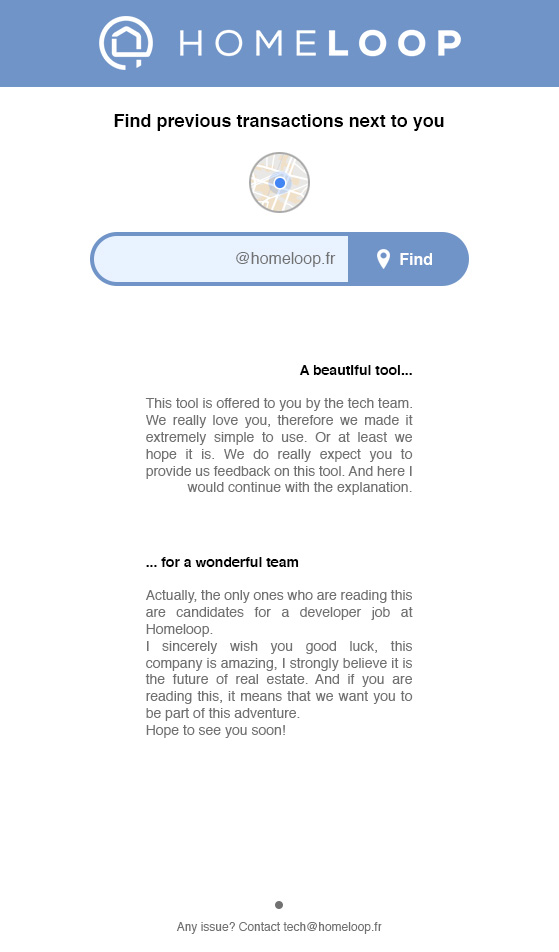 HOMELOOP
Find previous transactions next to you
@homeloop.fr
Find
A beautiful tool...
This tool is offered to you by the tech team.
We really love you, therefore we made it
extremely simple to use. Or at least we
hope it is. We do really expect you to
provide us feedback on this tool. And here I
would continue with the explanation.
... for a wonderful team
Actually, the only ones who are reading this
are candidates for a developer job at
Homeloop.
I sincerely wish you good luck, this
company is amazing, I strongly believe it is
the future of real estate. And if you are
reading this, it means that we want you to
be part of this adventure.
Hope to see you soon!
Any issue? Contact tech@homeloop.fr